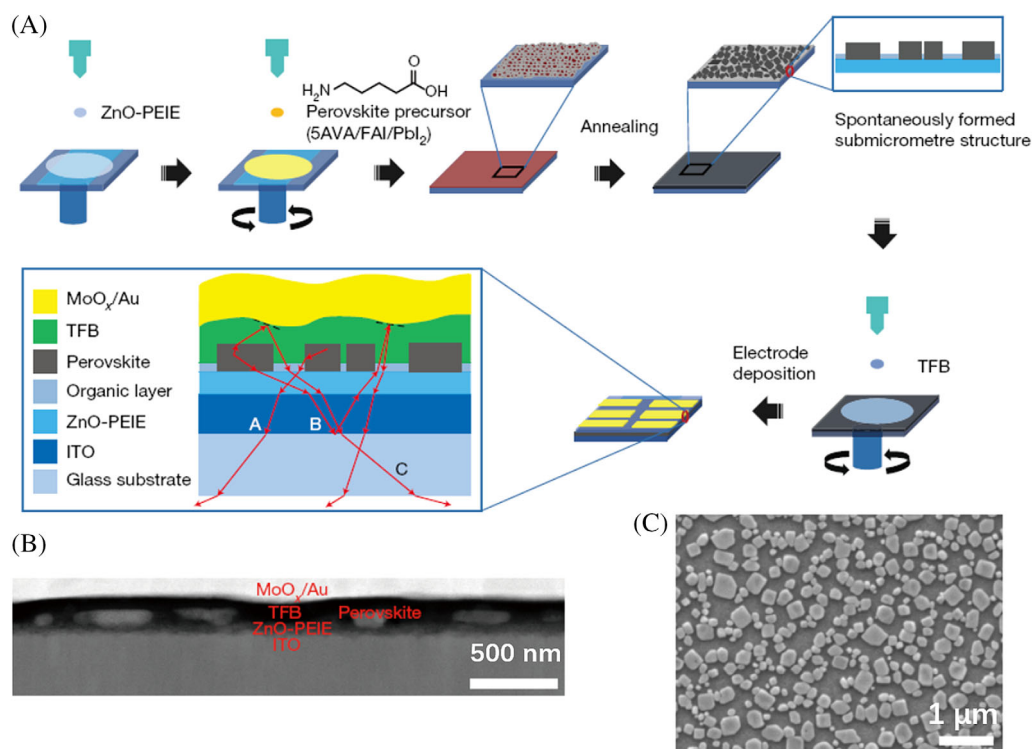 (A)
ZnO-PEIE
H₂N
O
OH
Perovskite precursor
(5AVA/FAI/PbI₂)
Annealing
Spontaneously formed
submicrometre structure
MoOₓ/Au
TFB
Perovskite
Organic layer
ZnO-PEIE
ITO
Glass substrate
A
B
C
Electrode
deposition
TFB
(B)
MoOₓ/Au
TFB
Perovskite
ZnO-PEIE
ITO
500 nm
(C)
1 μm